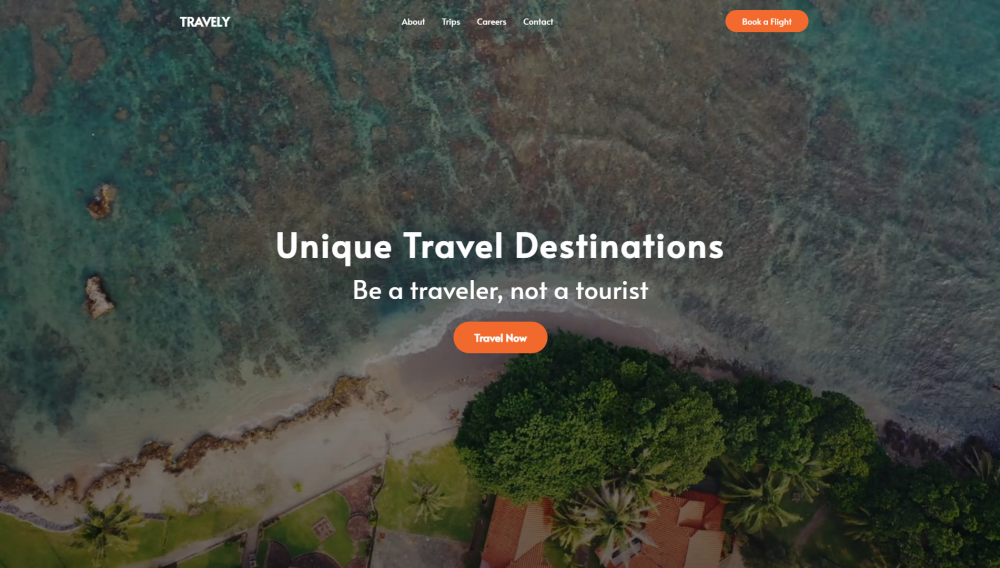 TRAVELY
About
Trips
Careers
Contact
Book a Flight
Unique Travel Destinations
Be a traveler, not a tourist
Travel Now